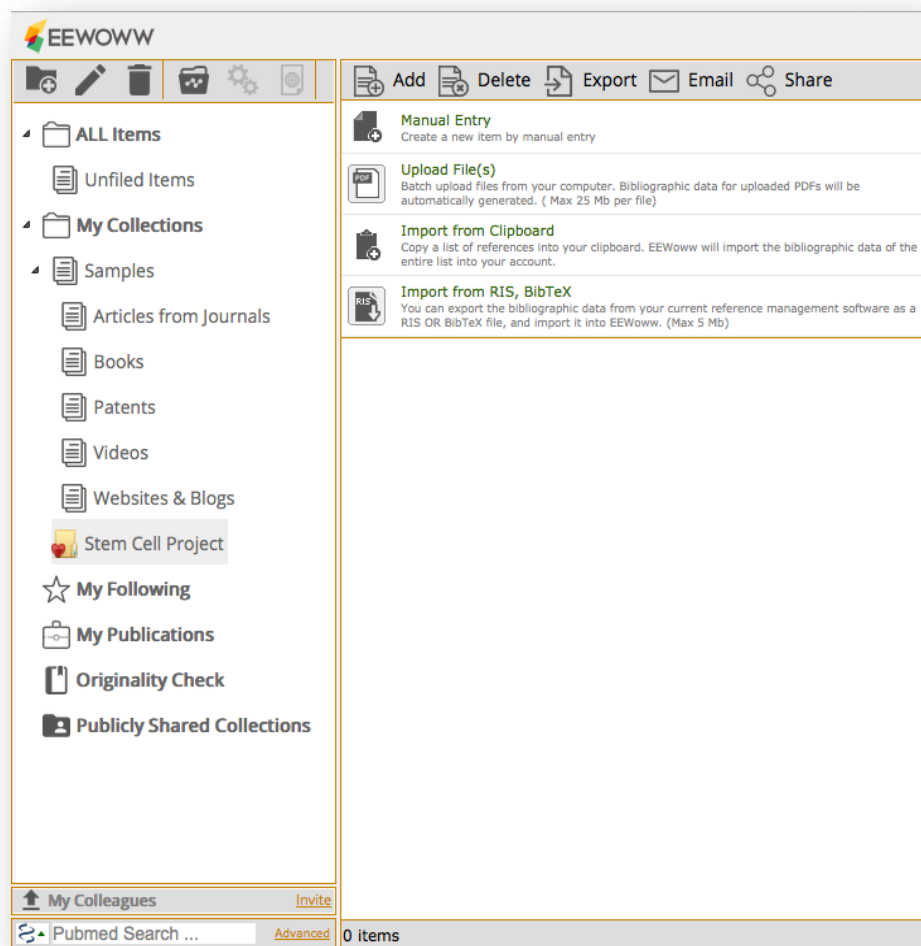 EEWOWW
Add Delete Export Email Share
ALL Items
Unfiled Items
My Collections
Samples
Articles from Journals
Books
Patents
Videos
Websites & Blogs
Stem Cell Project
My Following
My Publications
Originality Check
Publicly Shared Collections
My Colleagues Invite
Pubmed Search ... Advanced
Manual Entry
Create a new item by manual entry
PDF
Upload File(s)
Batch upload files from your computer. Bibliographic data for uploaded PDFs will be
automatically generated. ( Max 25 Mb per file)
Import from Clipboard
Copy a list of references into your clipboard. EEWoww will import the bibliographic data of the
entire list into your account.
RIS
Import from RIS, BibTeX
You can export the bibliographic data from your current reference management software as a
RIS OR BibTeX file, and import it into EEWoww. (Max 5 Mb)
0 items